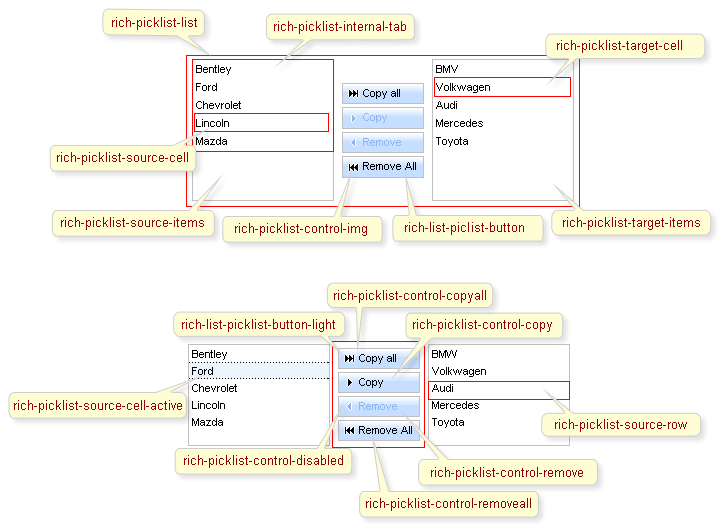 rich-picklist-list
rich-picklist-internal-tab
rich-picklist-target-cell
Bentley
Ford
Chevrolet
Lincoln
Mazda
Copy all
Copy
Remove
Remove All
BMV
Volkwagen
Audi
Mercedes
Toyota
rich-picklist-source-cell
rich-picklist-source-items
rich-picklist-control-img
rich-list-piclist-button
rich-picklist-target-items
rich-picklist-control-copyall
rich-list-picklist-button-light
rich-picklist-control-copy
Bentley
Ford
Chevrolet
Lincoln
Mazda
Copy all
Copy
Remove
Remove All
BMW
Volkwagen
Audi
Mercedes
Toyota
rich-picklist-source-cell-active
rich-picklist-source-row
rich-picklist-control-disabled
rich-picklist-control-remove
rich-picklist-control-removeall